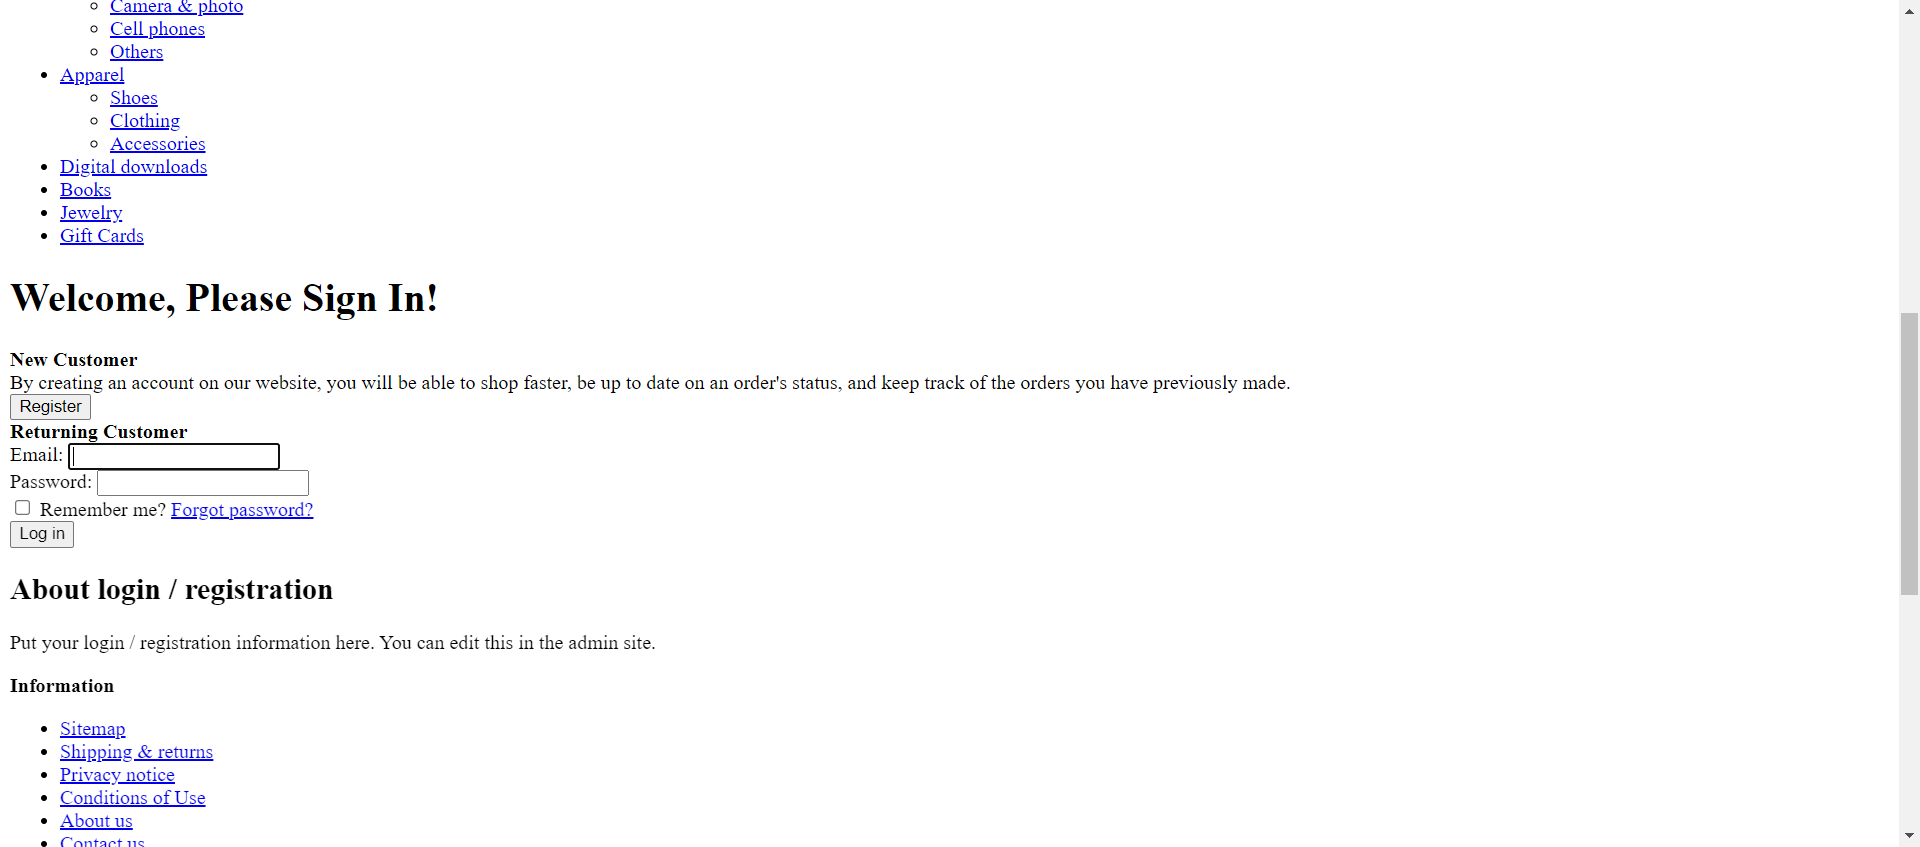 Camera & photo
Cell phones
Others
Apparel
Shoes
Clothing
Accessories
Digital downloads
Books
Jewelry
Gift Cards
Welcome, Please Sign In!
New Customer
By creating an account on our website, you will be able to shop faster, be up to date on an order's status, and keep track of the orders you have previously made.
Register
Returning Customer
Email:
Password:
Remember me? Forgot password?
Log in
About login / registration
Put your login / registration information here. You can edit this in the admin site.
Information
Sitemap
Shipping & returns
Privacy notice
Conditions of Use
About us
Contact us